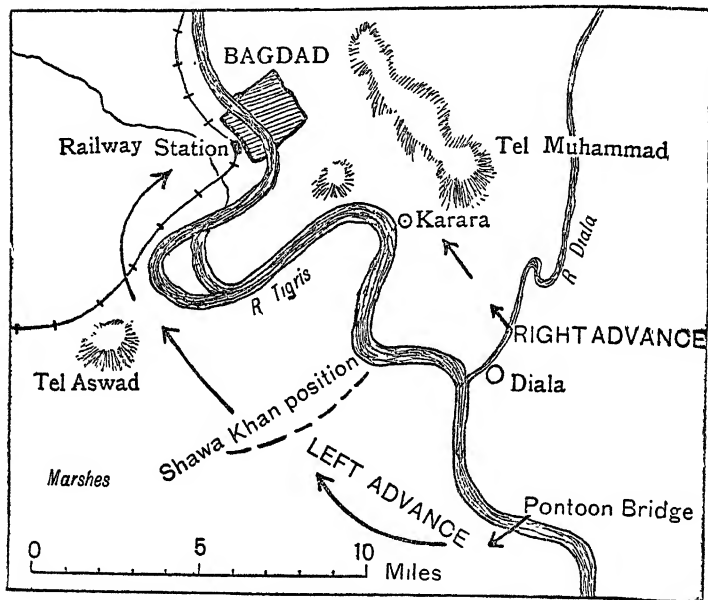 BAGDAD
Railway Station
Tel Muhammad
Karara
R Diala
R Tigris
RIGHT ADVANCE
Tel Aswad
Diala
Shawa Khan position
LEFT ADVANCE
Marshes
Pontoon Bridge
0 5 10
Miles